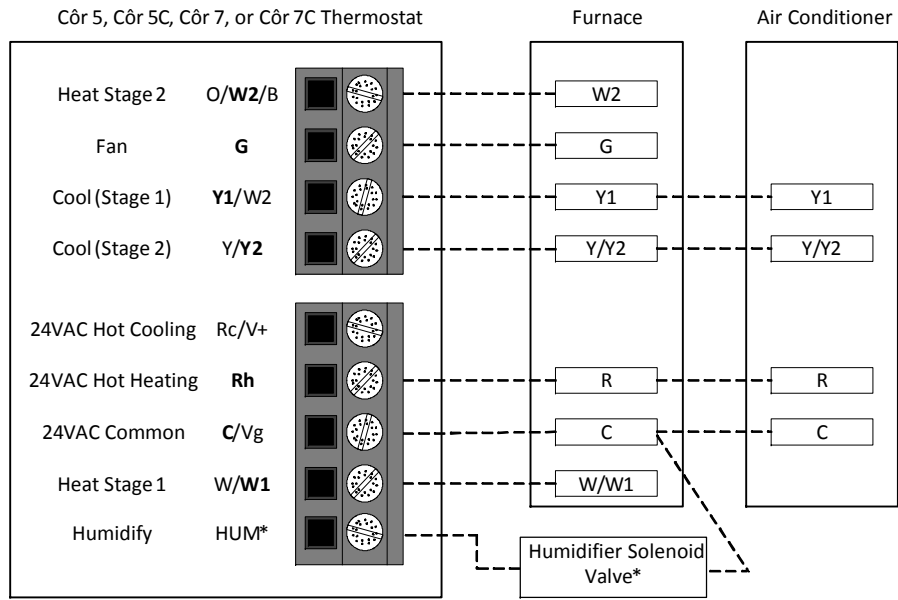 Côr 5, Côr 5C, Côr 7, or Côr 7C Thermostat Furnace Air Conditioner
Heat Stage 2 O/W2/B W2
Fan G G
Cool (Stage 1) Y1/W2 Y1 Y1
Cool (Stage 2) Y/Y2 Y/Y2 Y/Y2
24VAC Hot Cooling Rc/V+
24VAC Hot Heating Rh R R
24VAC Common C/Vg C C
Heat Stage 1 W/W1 W/W1
Humidify HUM*
Humidifier Solenoid
Valve*